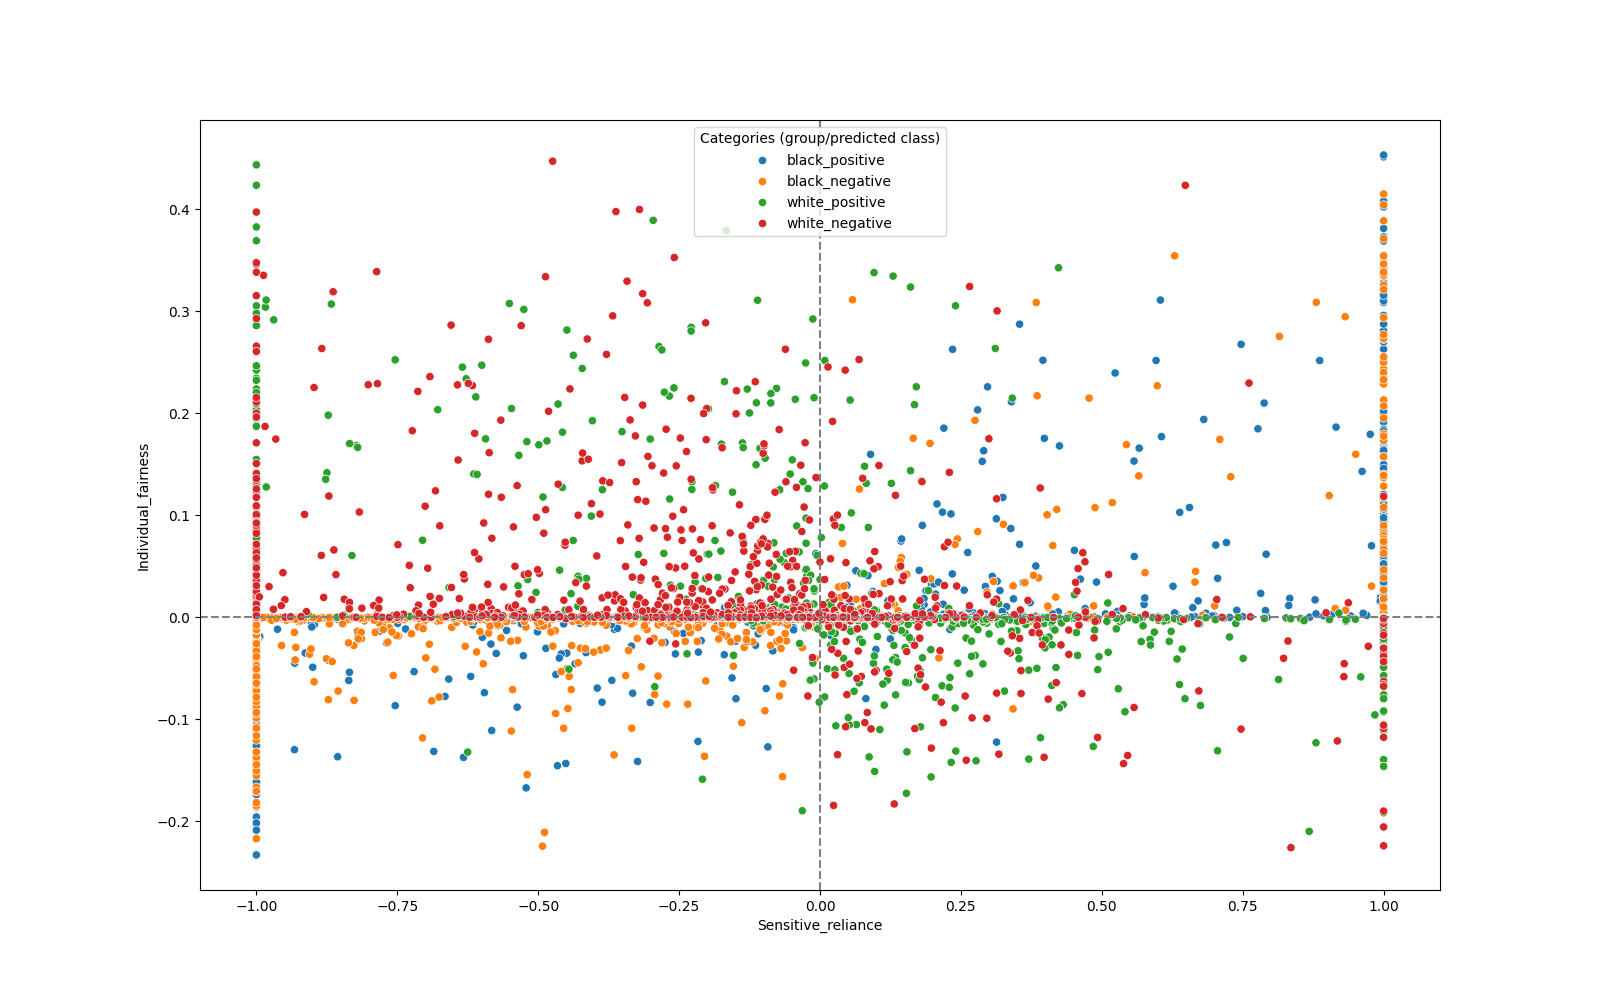 Categories (group/predicted class)
black_positive
black_negative
white_positive
white_negative
Individual_fairness
0.4
0.3
0.2
0.1
0.0
−0.1
−0.2
−1.00 −0.75 −0.50 −0.25 0.00 0.25 0.50 0.75 1.00
Sensitive_reliance